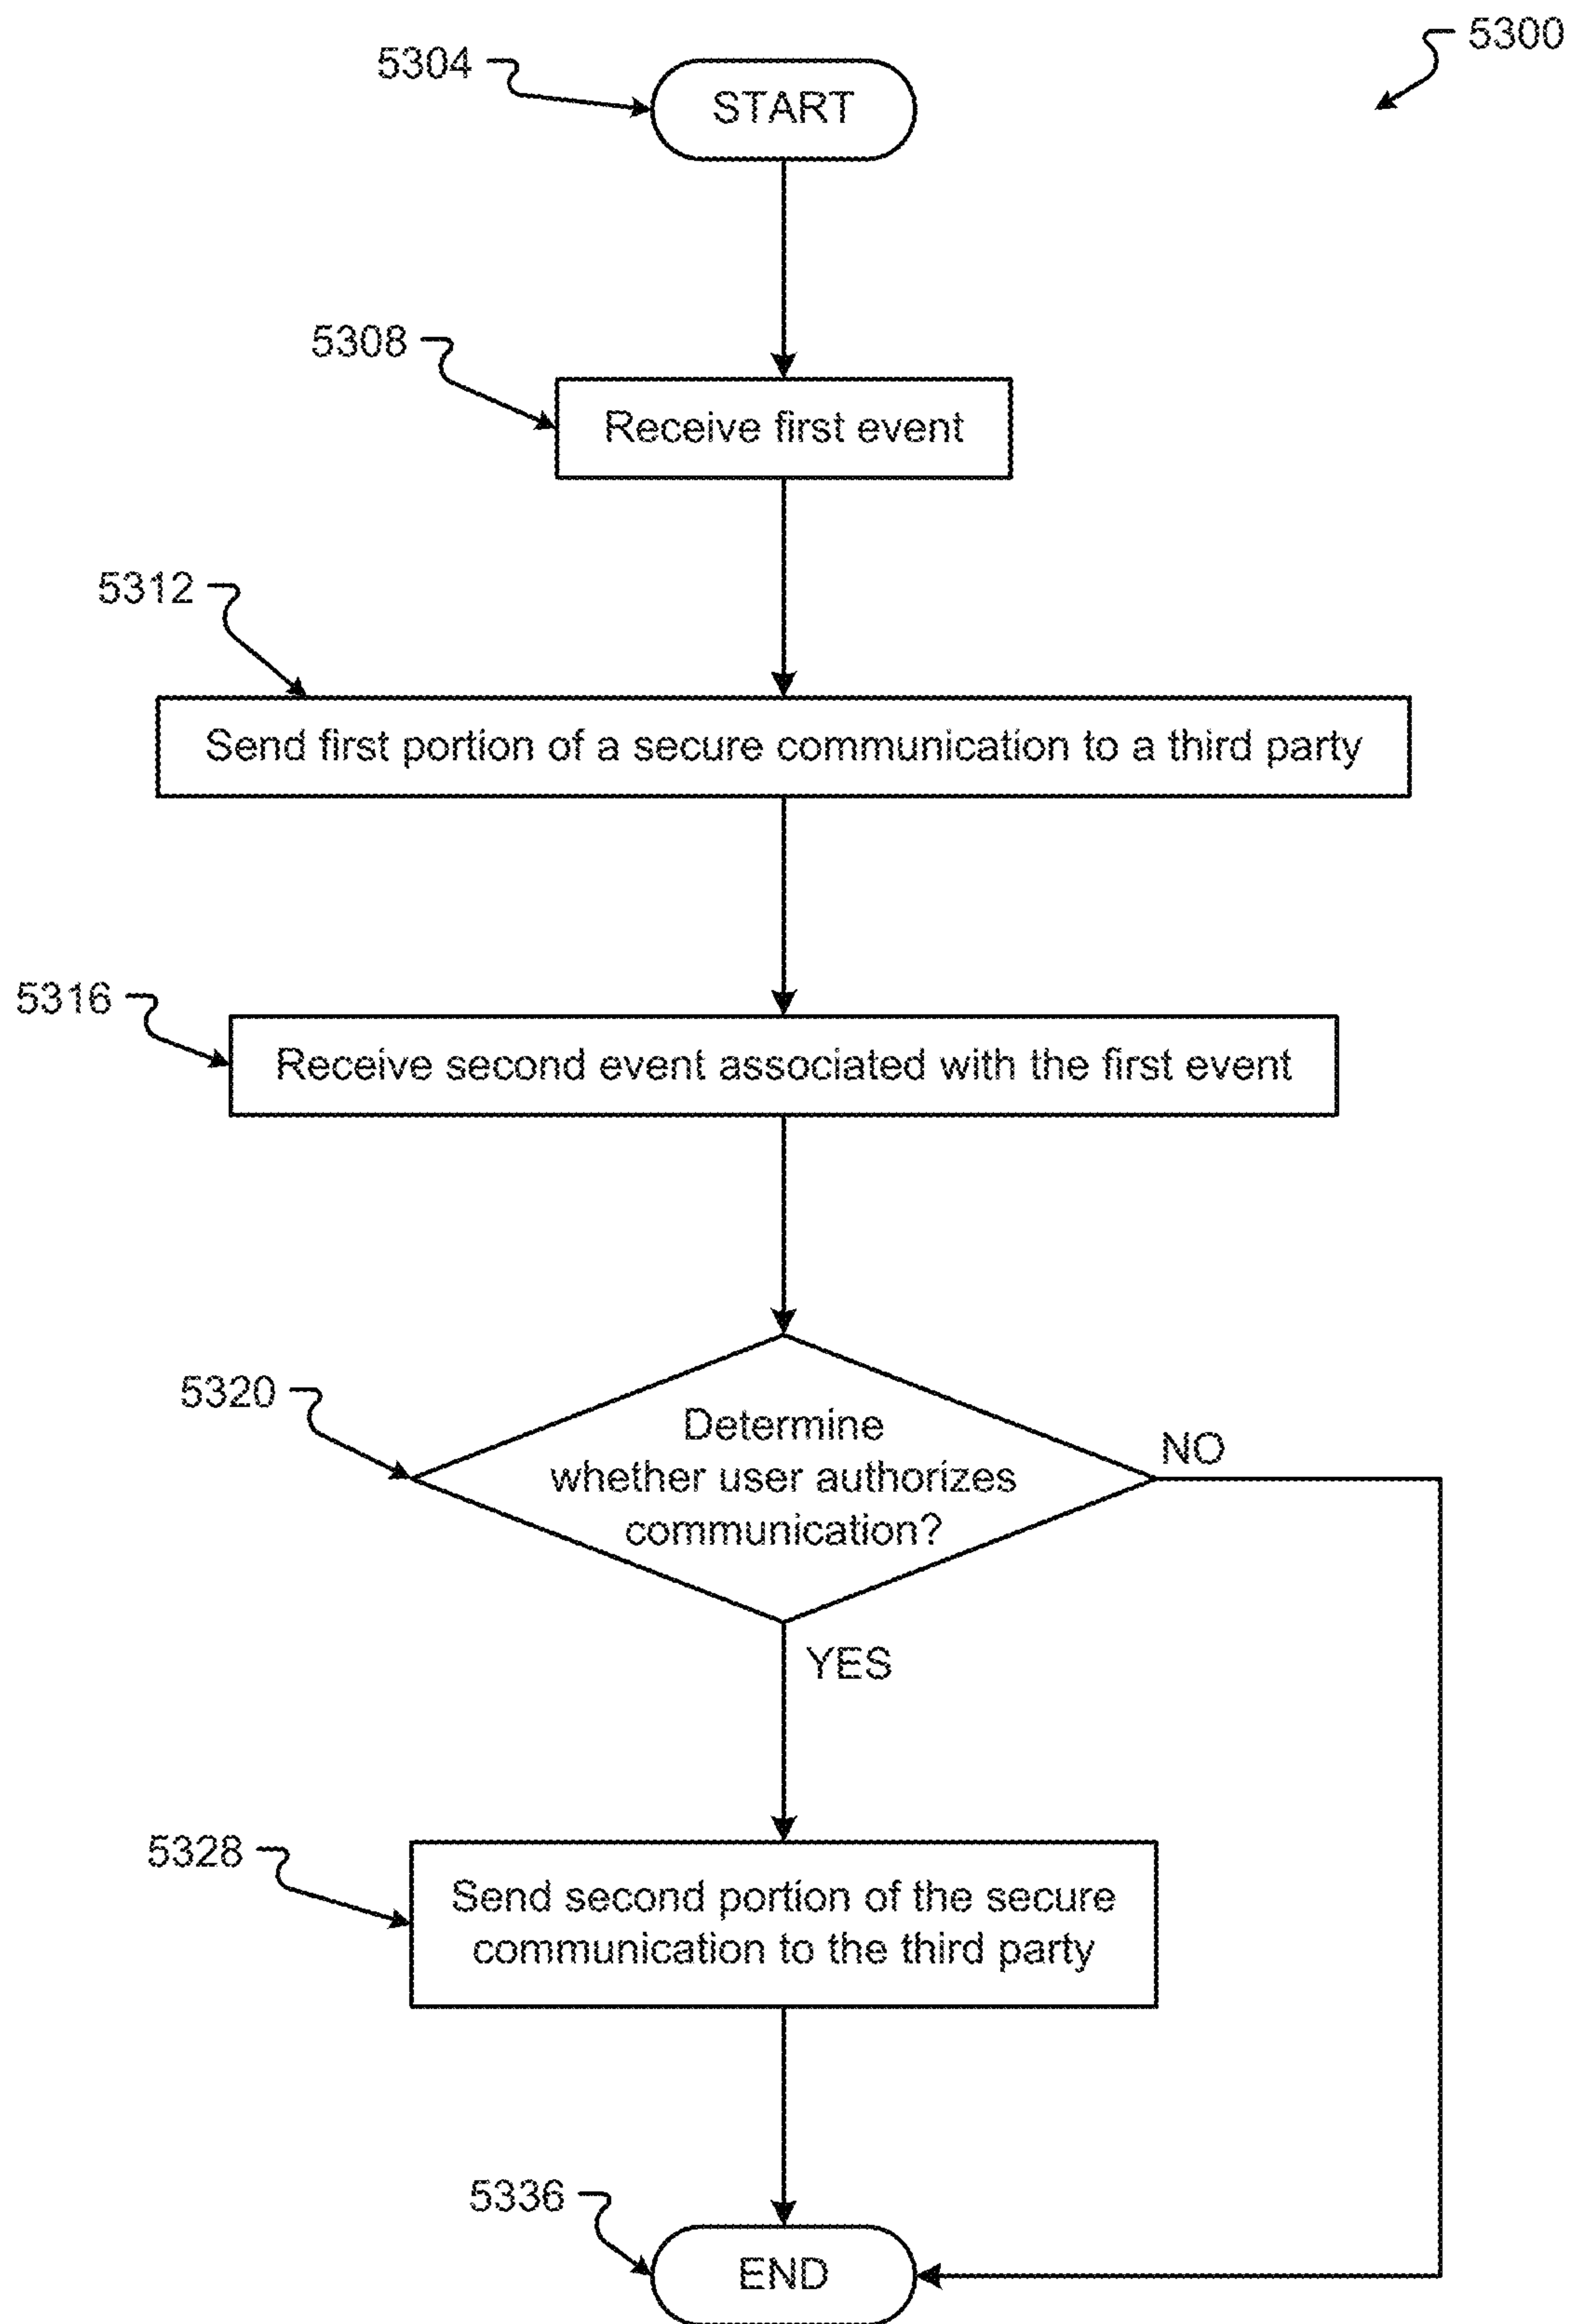 5300
5304
START
5308
Receive first event
5312
Send first portion of a secure communication to a third party
5316
Receive second event associated with the first event
5320
Determine
whether user authorizes
communication?
NO
YES
5328
Send second portion of the secure
communication to the third party
5336
END